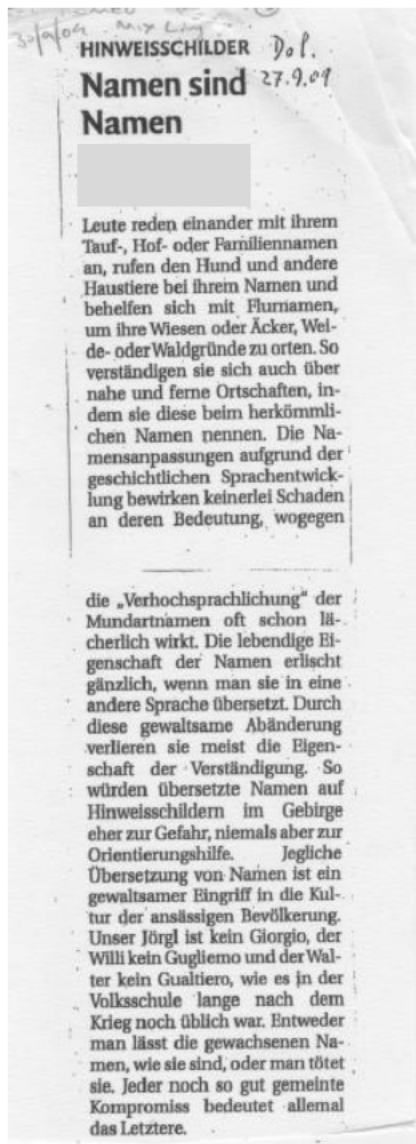 30/9/09
HINWEISSCHILDER Dol.
Namen sind 27.9.09
Namen
Leute reden einander mit ihrem
Tauf-, Hof- oder Familiennamen
an, rufen den Hund und andere
Haustiere bei ihrem Namen und
behelfen sich mit Flurnamen,
um ihre Wiesen oder Äcker, Wei-
de- oder Waldgründe zu orten. So
verständigen sie sich auch über
nahe und ferne Ortschaften, in-
dem sie diese beim herkömmli-
chen Namen nennen. Die Na-
mensanpassungen aufgrund der
geschichtlichen Sprachentwick-
lung bewirken keinerlei Schaden
an deren Bedeutung, wogegen
die „Verhochsprachlichung" der
Mundartnamen oft schon lä-
cherlich wirkt. Die lebendige Ei-
genschaft der Namen erlischt
gänzlich, wenn man sie in eine
andere Sprache übersetzt. Durch
diese gewaltsame Abänderung
verlieren sie meist die Eigen-
schaft der Verständigung. So
würden übersetzte Namen auf
Hinweisschildern im Gebirge
eher zur Gefahr, niemals aber zur
Orientierungshilfe. Jegliche
Übersetzung von Namen ist ein
gewaltsamer Eingriff in die Kul-
tur der ansässigen Bevölkerung.
Unser Jörgl ist kein Giorgio, der
Willi kein Gugliemo und der Wal-
ter kein Gualtiero, wie es in der
Volksschule lange nach dem
Krieg noch üblich war. Entweder
man lässt die gewachsenen Na-
men, wie sie sind, oder man tötet
sie. Jeder noch so gut gemeinte
Kompromiss bedeutet allemal
das Letztere.